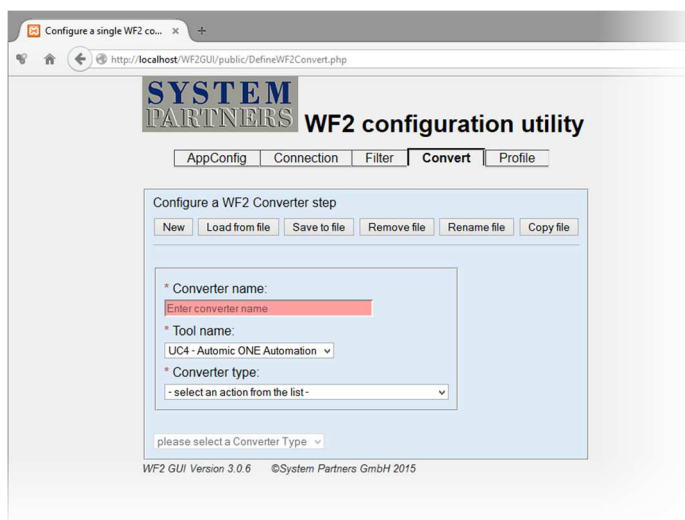 Configure a single WF2 co... × +
http://localhost/WF2GUI/public/DefineWF2Convert.php
SYSTEM
PARTNERS WF2 configuration utility
AppConfig Connection Filter Convert Profile
Configure a WF2 Converter step
New Load from file Save to file Remove file Rename file Copy file
* Converter name:
Enter converter name
* Tool name:
UC4 - Automic ONE Automation
* Converter type:
- select an action from the list -
please select a Converter Type
WF2 GUI Version 3.0.6 ©System Partners GmbH 2015